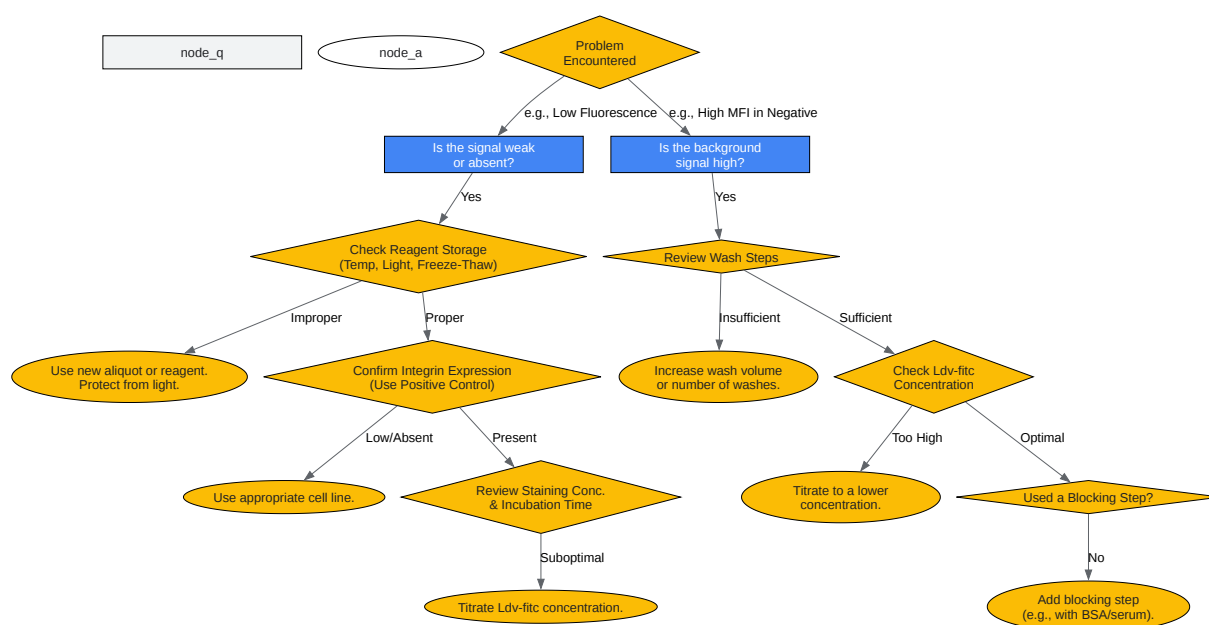 node_q
node_a
Problem
Encountered
e.g., Low Fluorescence
e.g., High MFI in Negative
Is the signal weak
or absent?
Is the background
signal high?
Yes
Yes
Check Reagent Storage
(Temp, Light, Freeze-Thaw)
Review Wash Steps
Improper
Proper
Insufficient
Sufficient
Use new aliquot or reagent.
Protect from light.
Confirm Integrin Expression
(Use Positive Control)
Increase wash volume
or number of washes.
Check Ldv-fitc
Concentration
Low/Absent
Present
Too High
Optimal
Use appropriate cell line.
Review Staining Conc.
& Incubation Time
Titrate to a lower
concentration.
Used a Blocking Step?
Suboptimal
No
Titrate Ldv-fitc concentration.
Add blocking step
(e.g., with BSA/serum).